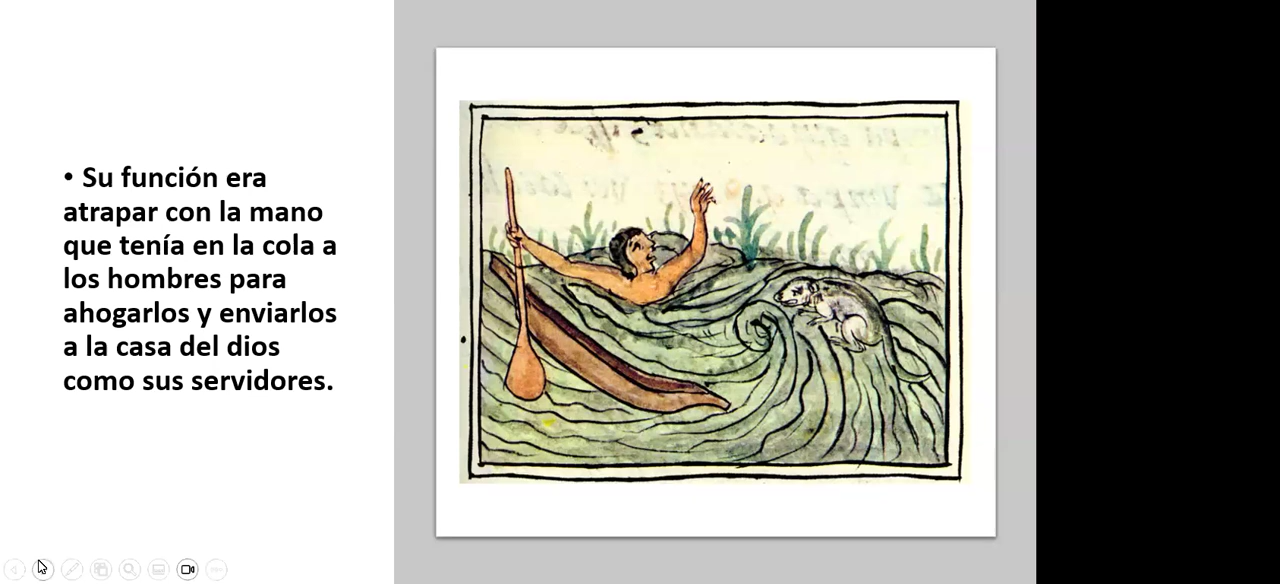 • Su función era
atrapar con la mano
que tenía en la cola a
los hombres para
ahogarlos y enviarlos
a la casa del dios
como sus servidores.